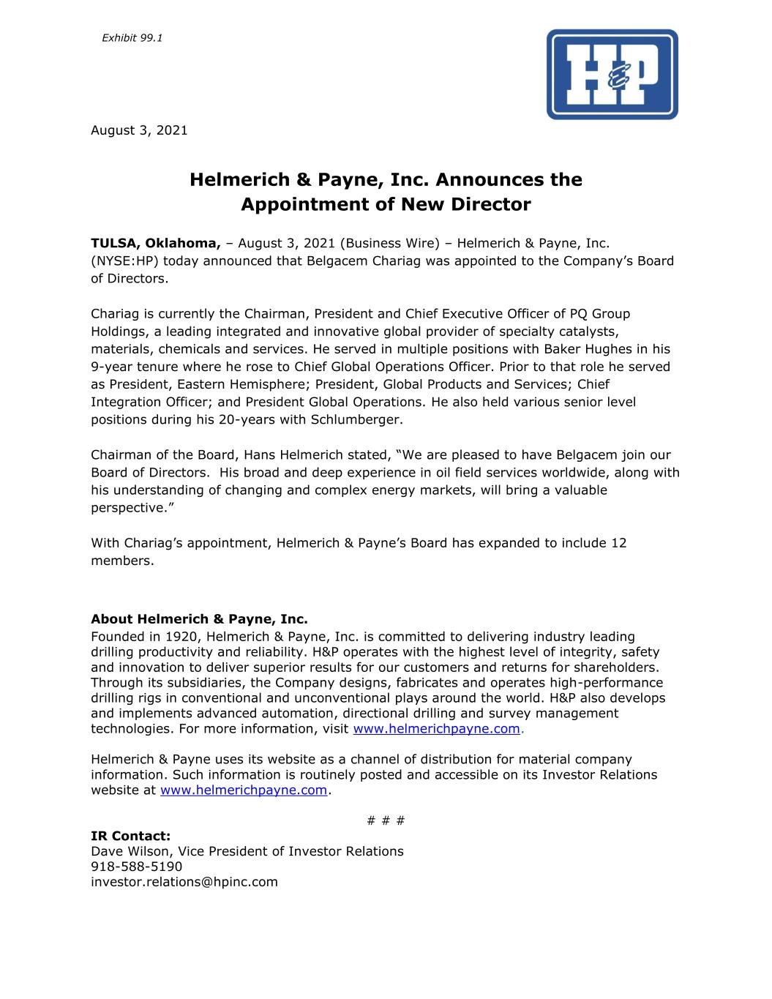 Exhibit 99.1
H&P
August 3, 2021
Helmerich & Payne, Inc. Announces the
Appointment of New Director
TULSA, Oklahoma, – August 3, 2021 (Business Wire) – Helmerich & Payne, Inc.
(NYSE:HP) today announced that Belgacem Chariag was appointed to the Company’s Board
of Directors.
Chariag is currently the Chairman, President and Chief Executive Officer of PQ Group
Holdings, a leading integrated and innovative global provider of specialty catalysts,
materials, chemicals and services. He served in multiple positions with Baker Hughes in his
9-year tenure where he rose to Chief Global Operations Officer. Prior to that role he served
as President, Eastern Hemisphere; President, Global Products and Services; Chief
Integration Officer; and President Global Operations. He also held various senior level
positions during his 20-years with Schlumberger.
Chairman of the Board, Hans Helmerich stated, “We are pleased to have Belgacem join our
Board of Directors.  His broad and deep experience in oil field services worldwide, along with
his understanding of changing and complex energy markets, will bring a valuable
perspective.”
With Chariag’s appointment, Helmerich & Payne’s Board has expanded to include 12
members.
About Helmerich & Payne, Inc.
Founded in 1920, Helmerich & Payne, Inc. is committed to delivering industry leading
drilling productivity and reliability. H&P operates with the highest level of integrity, safety
and innovation to deliver superior results for our customers and returns for shareholders.
Through its subsidiaries, the Company designs, fabricates and operates high-performance
drilling rigs in conventional and unconventional plays around the world. H&P also develops
and implements advanced automation, directional drilling and survey management
technologies. For more information, visit www.helmerichpayne.com.
Helmerich & Payne uses its website as a channel of distribution for material company
information. Such information is routinely posted and accessible on its Investor Relations
website at www.helmerichpayne.com.
# # #
IR Contact:
Dave Wilson, Vice President of Investor Relations
918-588-5190
investor.relations@hpinc.com